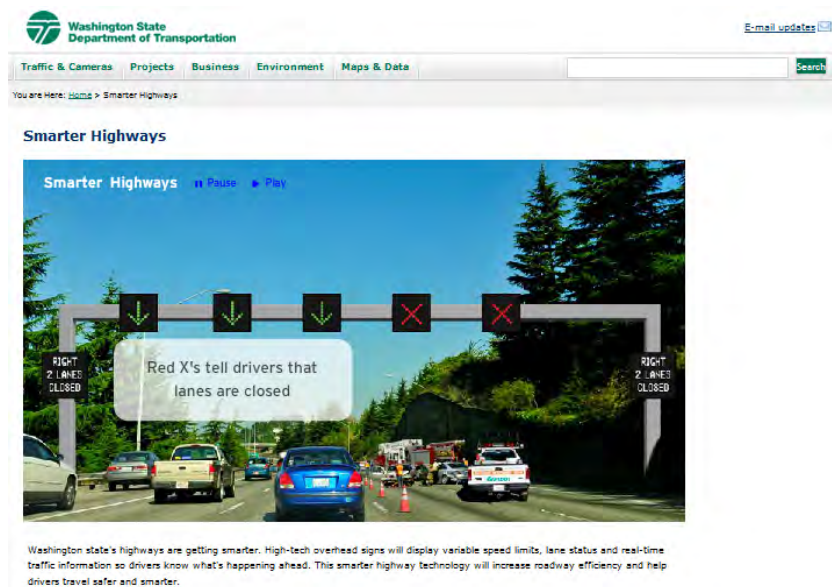 Washington State
Department of Transportation
E-mail updates
Traffic & Cameras Projects Business Environment Maps & Data
Search
You are Here: Home > Smarter Highways
Smarter Highways
Smarter Highways Pause Play
RIGHT
2 LANES
CLOSED
Red X's tell drivers that
lanes are closed
RIGHT
2 LANES
CLOSED
Washington state's highways are getting smarter. High-tech overhead signs will display variable speed limits, lane status and real-time
traffic information so drivers know what's happening ahead. This smarter highway technology will increase roadway efficiency and help
drivers travel safer and smarter.